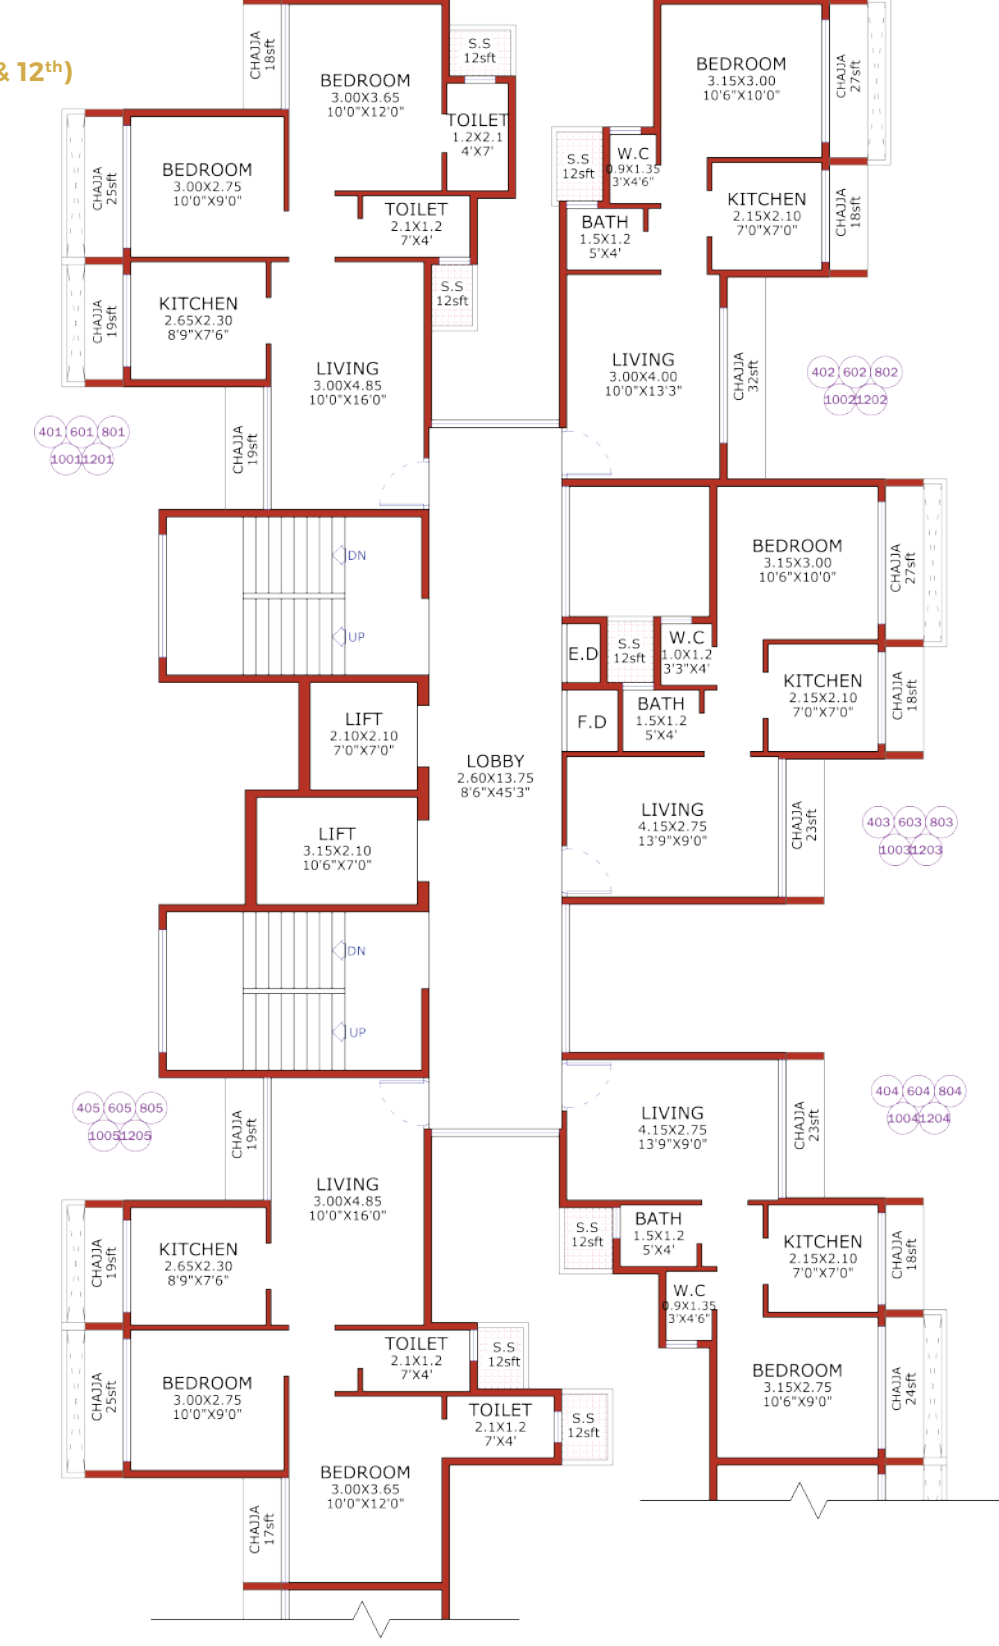 & 12th)
CHAJJA
18sft
BEDROOM
3.00X3.65
10'0"X12'0"
S.S
12sft
TOILET
1.2X2.1
4'X7'
BEDROOM
3.00X2.75
10'0"X9'0"
CHAJJA
25sft
TOILET
2.1X1.2
7'X4'
S.S
12sft
KITCHEN
2.65X2.30
8'9"X7'6"
CHAJJA
19sft
LIVING
3.00X4.85
10'0"X16'0"
CHAJJA
19sft
401 601 801
1001 1201
BEDROOM
3.15X3.00
10'6"X10'0"
CHAJJA
27sft
S.S
12sft
W.C
0.9X1.35
3'X4'6"
KITCHEN
2.15X2.10
7'0"X7'0"
CHAJJA
18sft
BATH
1.5X1.2
5'X4'
LIVING
3.00X4.00
10'0"X13'3"
CHAJJA
32sft
402 602 802
1002 1202
DN
UP
BEDROOM
3.15X3.00
10'6"X10'0"
CHAJJA
27sft
E.D
S.S
12sft
W.C
1.0X1.2
3'3"X4'
KITCHEN
2.15X2.10
7'0"X7'0"
CHAJJA
18sft
F.D
BATH
1.5X1.2
5'X4'
LIFT
2.10X2.10
7'0"X7'0"
LOBBY
2.60X13.75
8'6"X45'3"
LIVING
4.15X2.75
13'9"X9'0"
CHAJJA
23sft
403 603 803
1003 1203
LIFT
3.15X2.10
10'6"X7'0"
DN
UP
405 605 805
1005 1205
CHAJJA
19sft
LIVING
3.00X4.85
10'0"X16'0"
KITCHEN
2.65X2.30
8'9"X7'6"
CHAJJA
19sft
TOILET
2.1X1.2
7'X4'
S.S
12sft
BEDROOM
3.00X2.75
10'0"X9'0"
CHAJJA
25sft
TOILET
2.1X1.2
7'X4'
S.S
12sft
BEDROOM
3.00X3.65
10'0"X12'0"
CHAJJA
17sft
LIVING
4.15X2.75
13'9"X9'0"
CHAJJA
23sft
404 604 804
1004 1204
S.S
12sft
BATH
1.5X1.2
5'X4'
KITCHEN
2.15X2.10
7'0"X7'0"
CHAJJA
18sft
W.C
0.9X1.35
3'X4'6"
BEDROOM
3.15X2.75
10'6"X9'0"
CHAJJA
24sft